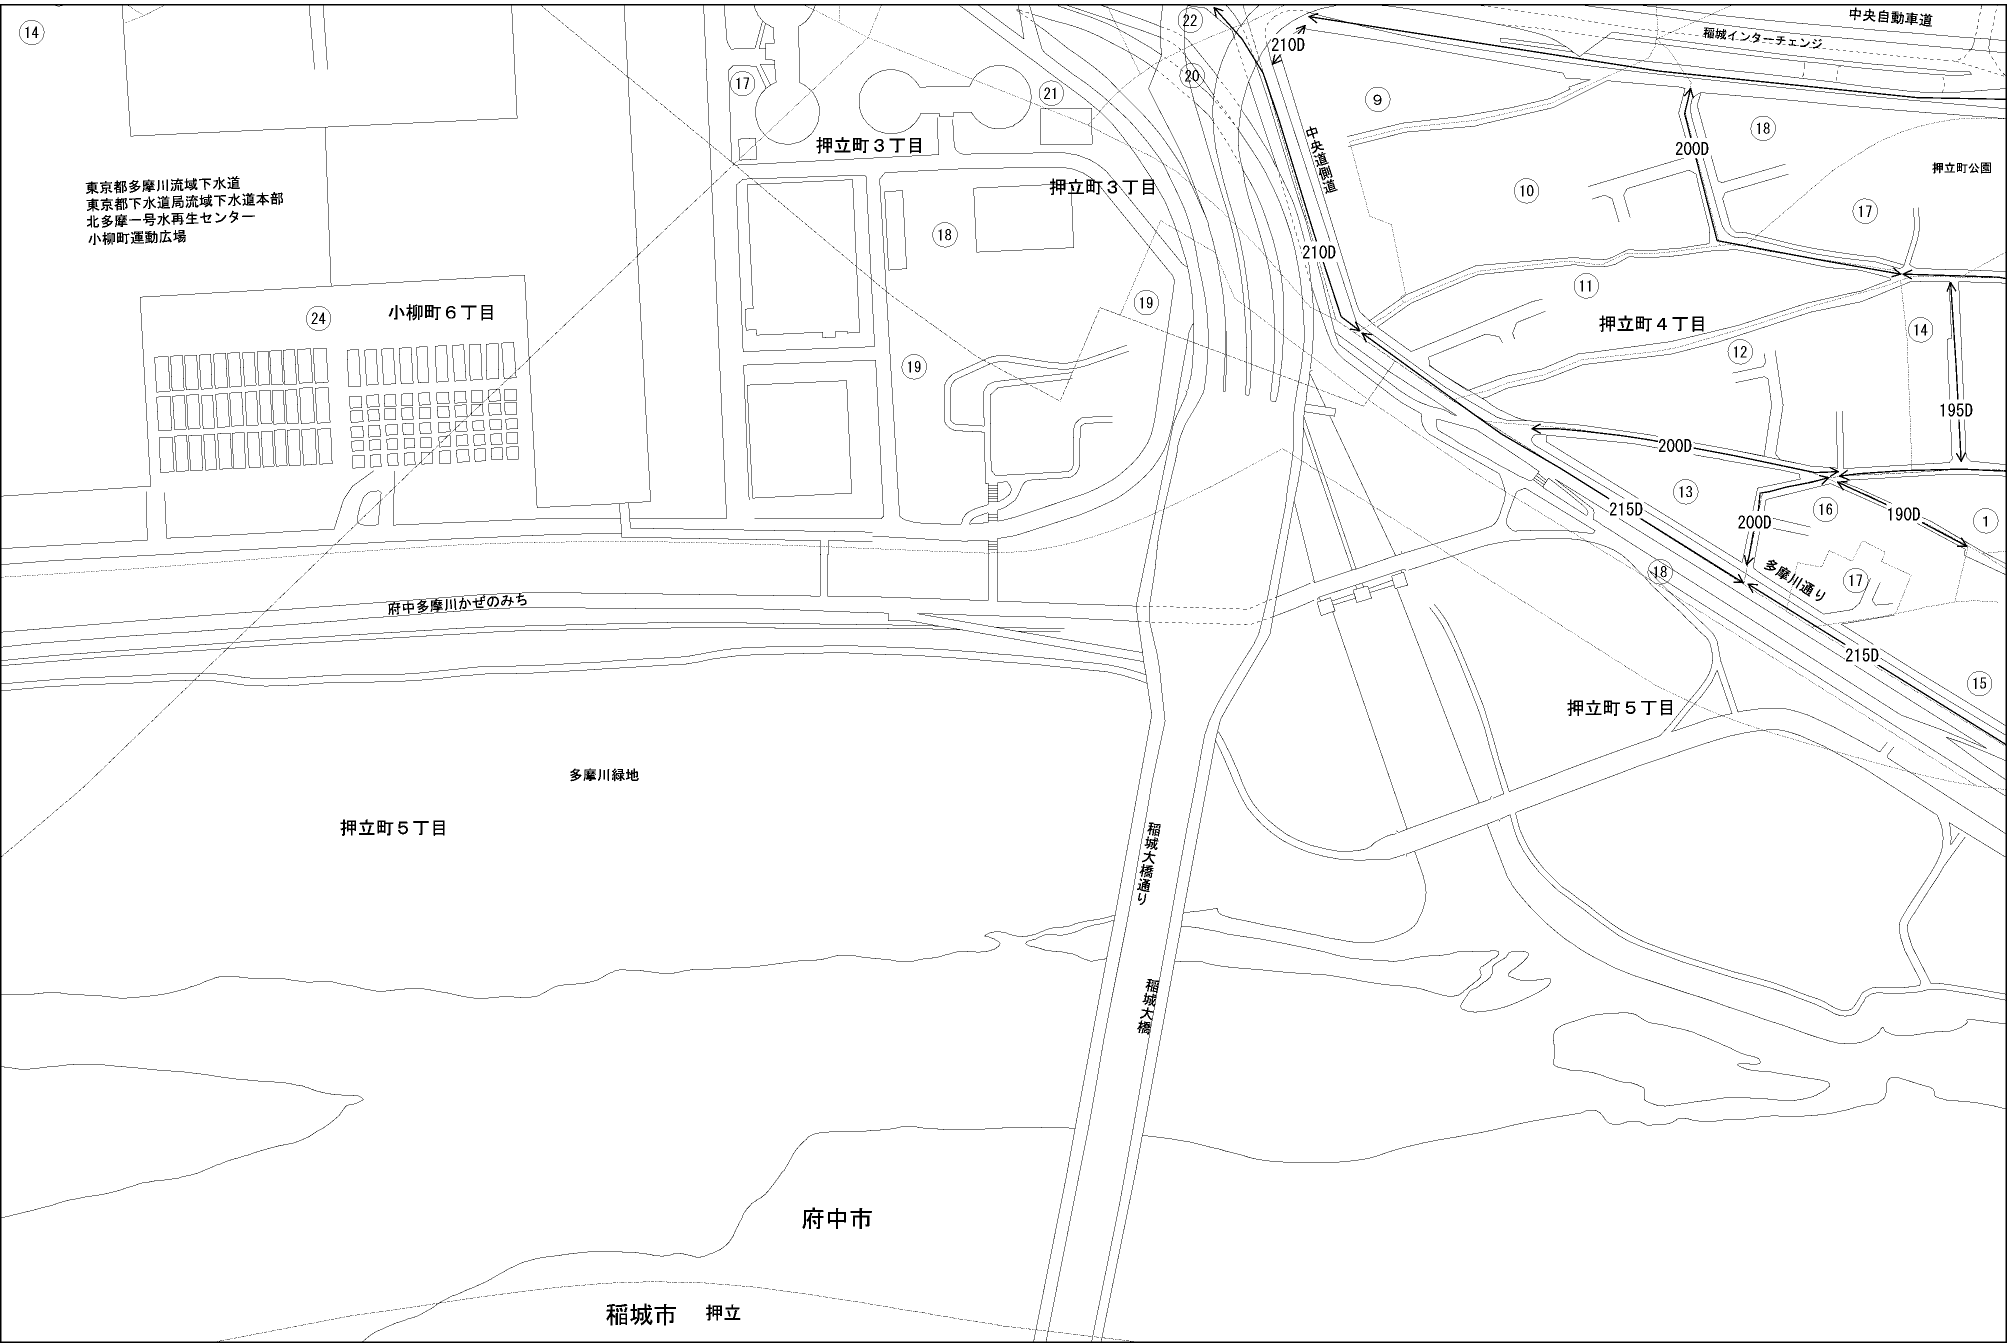 14
22
中央自動車道
稲城インターチェンジ
210D
20
17
21
9
18
200D
押立町３丁目
中央道側道
押立町３丁目
押立町公園
東京都多摩川流域下水道
東京都下水道局流域下水道本部
北多摩一号水再生センター
小柳町運動広場
10
17
18
210D
11
19
24
小柳町６丁目
押立町４丁目
14
12
19
195D
200D
13
215D
16
190D
1
200D
18
多摩川通り
17
府中多摩川かぜのみち
215D
15
押立町５丁目
多摩川緑地
押立町５丁目
稲城大橋通り
稲城大橋
府中市
稲城市
押立